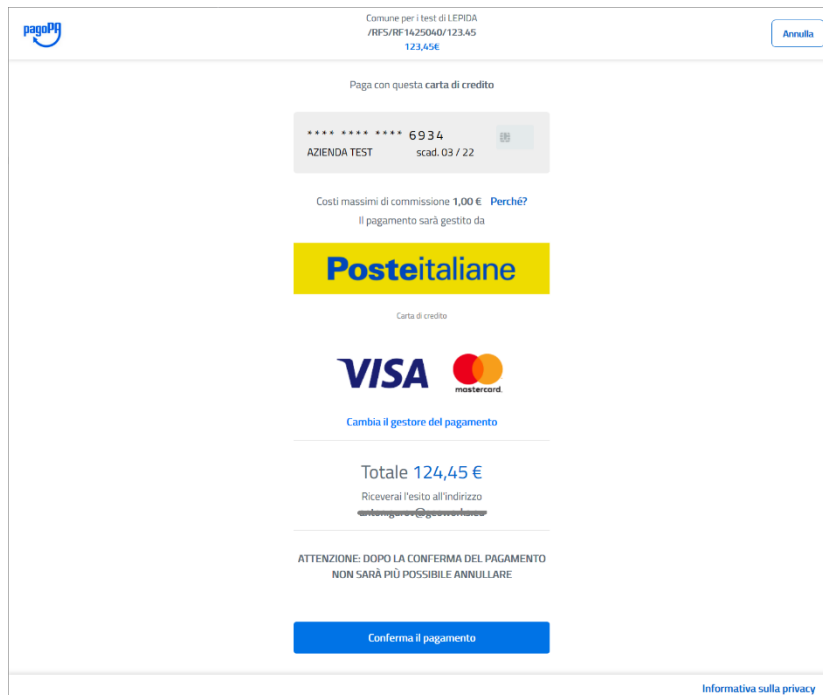 pagoPA
Comune per i test di LEPIDA
/RFS/RF1425040/123.45
123,45€
Annulla
Paga con questa carta di credito
**** **** **** 6934
AZIENDA TEST scad. 03 / 22
Costi massimi di commissione 1,00 € Perché?
Il pagamento sarà gestito da
Posteitaliane
Carta di credito
VISA
mastercard.
Cambia il gestore del pagamento
Totale 124,45 €
Riceverai l'esito all'indirizzo
ATTENZIONE: DOPO LA CONFERMA DEL PAGAMENTO
NON SARÀ PIÙ POSSIBILE ANNULLARE
Conferma il pagamento
Informativa sulla privacy